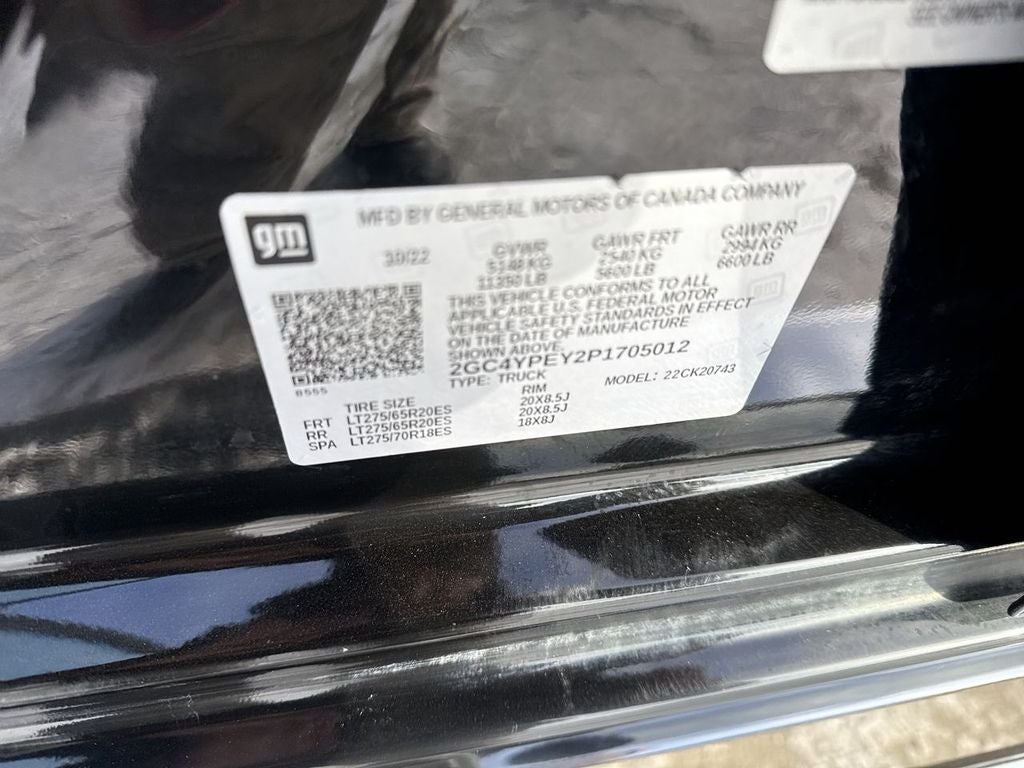 gm
MFD BY GENERAL MOTORS OF CANADA COMPANY
GVWR GAWR FRT GAWR RR
5148 KG 2540 KG 2994 KG
11350 LB 5600 LB 6600 LB
THIS VEHICLE CONFORMS TO ALL
APPLICABLE U.S. FEDERAL MOTOR
VEHICLE SAFETY STANDARDS IN EFFECT
ON THE DATE OF MANUFACTURE
SHOWN ABOVE.
2GC4YPEY2P1705012
TYPE: TRUCK MODEL: 22CK20743
B555
TIRE SIZE RIM
FRT LT275/65R20ES 20X8.5J
RR LT275/65R20ES 20X8.5J
SPA LT275/70R18ES 18X8J